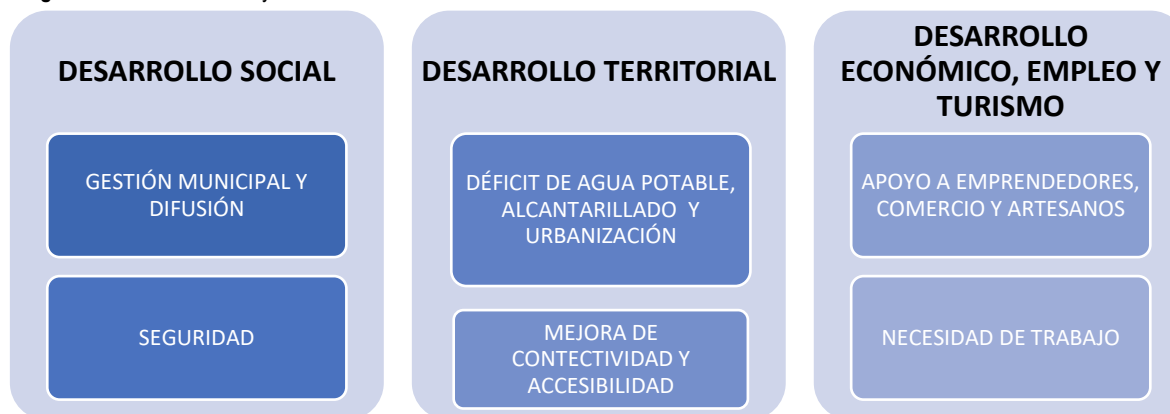 DESARROLLO SOCIAL
GESTIÓN MUNICIPAL Y
DIFUSIÓN
SEGURIDAD
DESARROLLO TERRITORIAL
DÉFICIT DE AGUA POTABLE,
ALCANTARILLADO Y
URBANIZACIÓN
MEJORA DE
CONTECTIVIDAD Y
ACCESIBILIDAD
DESARROLLO
ECONÓMICO, EMPLEO Y
TURISMO
APOYO A EMPRENDEDORES,
COMERCIO Y ARTESANOS
NECESIDAD DE TRABAJO